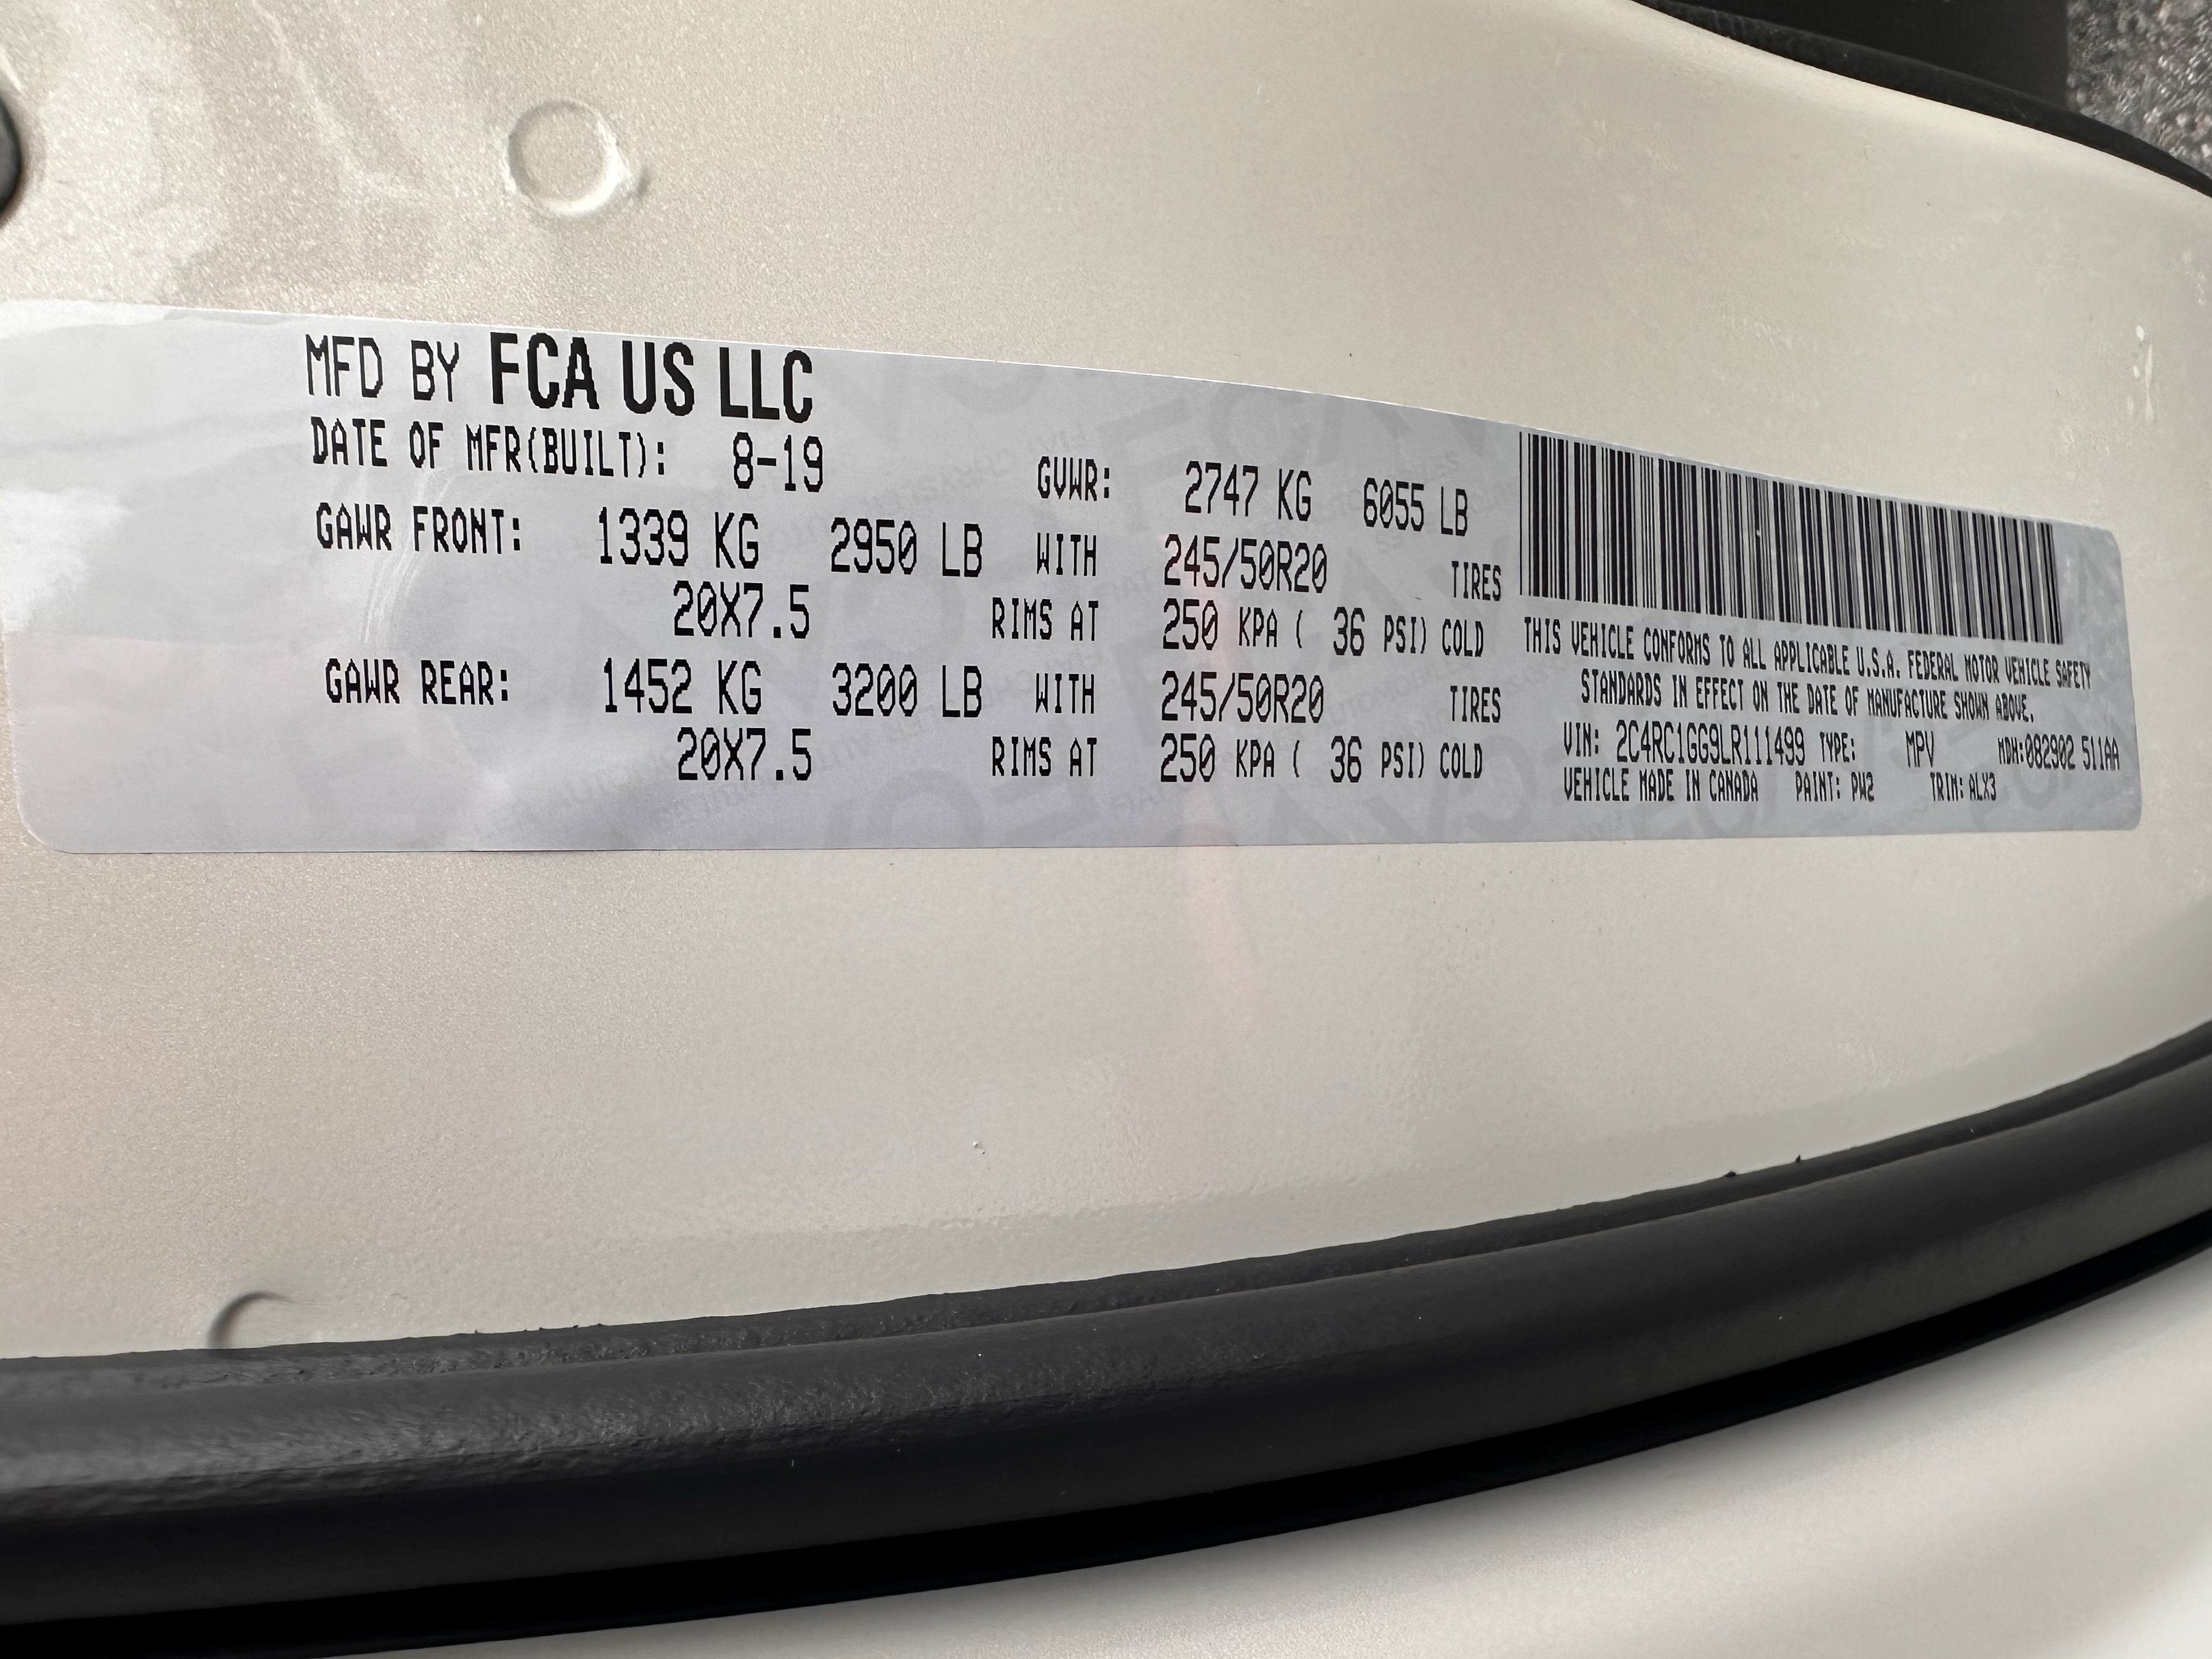 MFD BY FCA US LLC
DATE OF MFR(BUILT): 8-19 GVWR: 2747 KG 6055 LB
GAWR FRONT: 1339 KG 2950 LB WITH 245/50R20 TIRES
20X7.5 RIMS AT 250 KPA ( 36 PSI) COLD
GAWR REAR: 1452 KG 3200 LB WITH 245/50R20 TIRES
20X7.5 RIMS AT 250 KPA ( 36 PSI) COLD
THIS VEHICLE CONFORMS TO ALL APPLICABLE U.S.A. FEDERAL MOTOR VEHICLE SAFETY
STANDARDS IN EFFECT ON THE DATE OF MANUFACTURE SHOWN ABOVE.
VIN: 2C4RC1GG9LR111499 TYPE: MPV MDH:082902 511AA
VEHICLE MADE IN CANADA PAINT: PW2 TRIM: ALX3